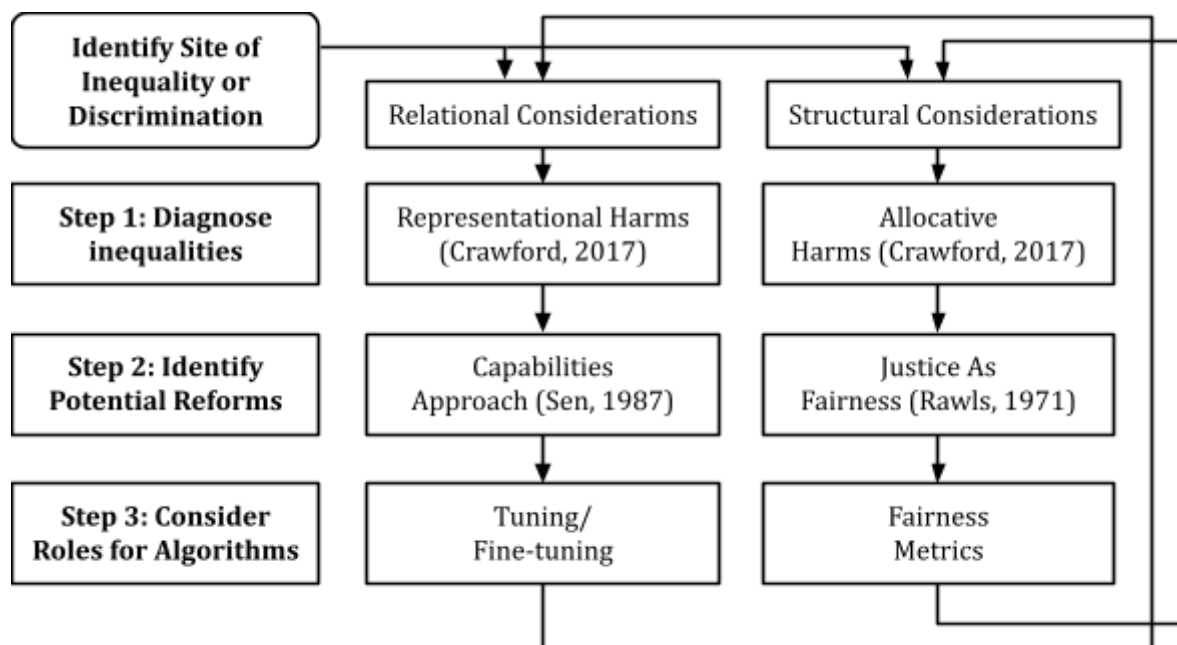 Identify Site of
Inequality or
Discrimination
Relational Considerations
Structural Considerations
Step 1: Diagnose
inequalities
Representational Harms
(Crawford, 2017)
Allocative
Harms (Crawford, 2017)
Step 2: Identify
Potential Reforms
Capabilities
Approach (Sen, 1987)
Justice As
Fairness (Rawls, 1971)
Step 3: Consider
Roles for Algorithms
Tuning/
Fine-tuning
Fairness
Metrics